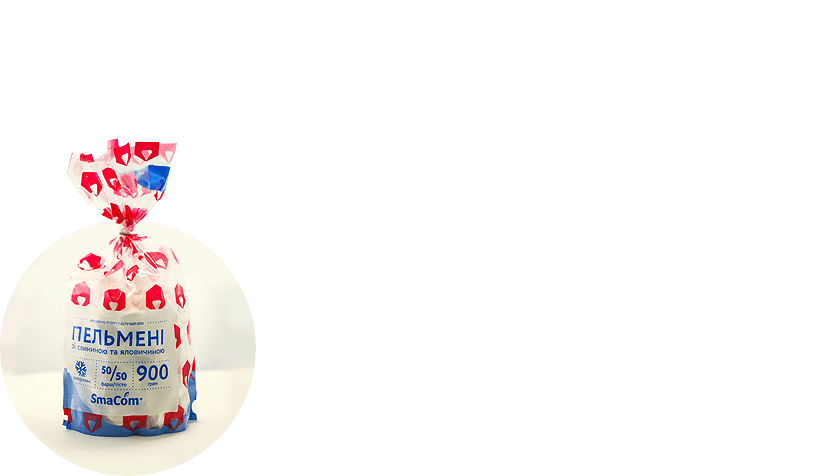 ПЕЛЬМЕНІ
зі свининою та яловичиною
50/50
фарш/тісто
900
грам
SmaCom®